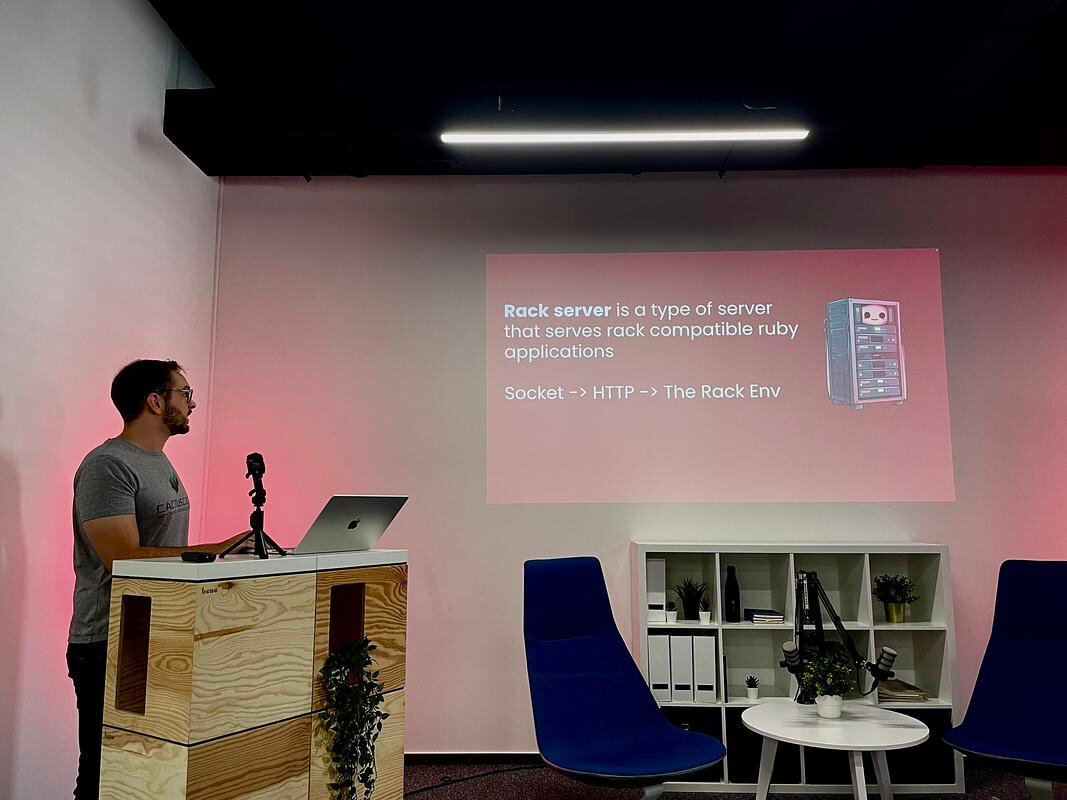 Rack server is a type of server
that serves rack compatible ruby
applications
Socket -> HTTP -> The Rack Env